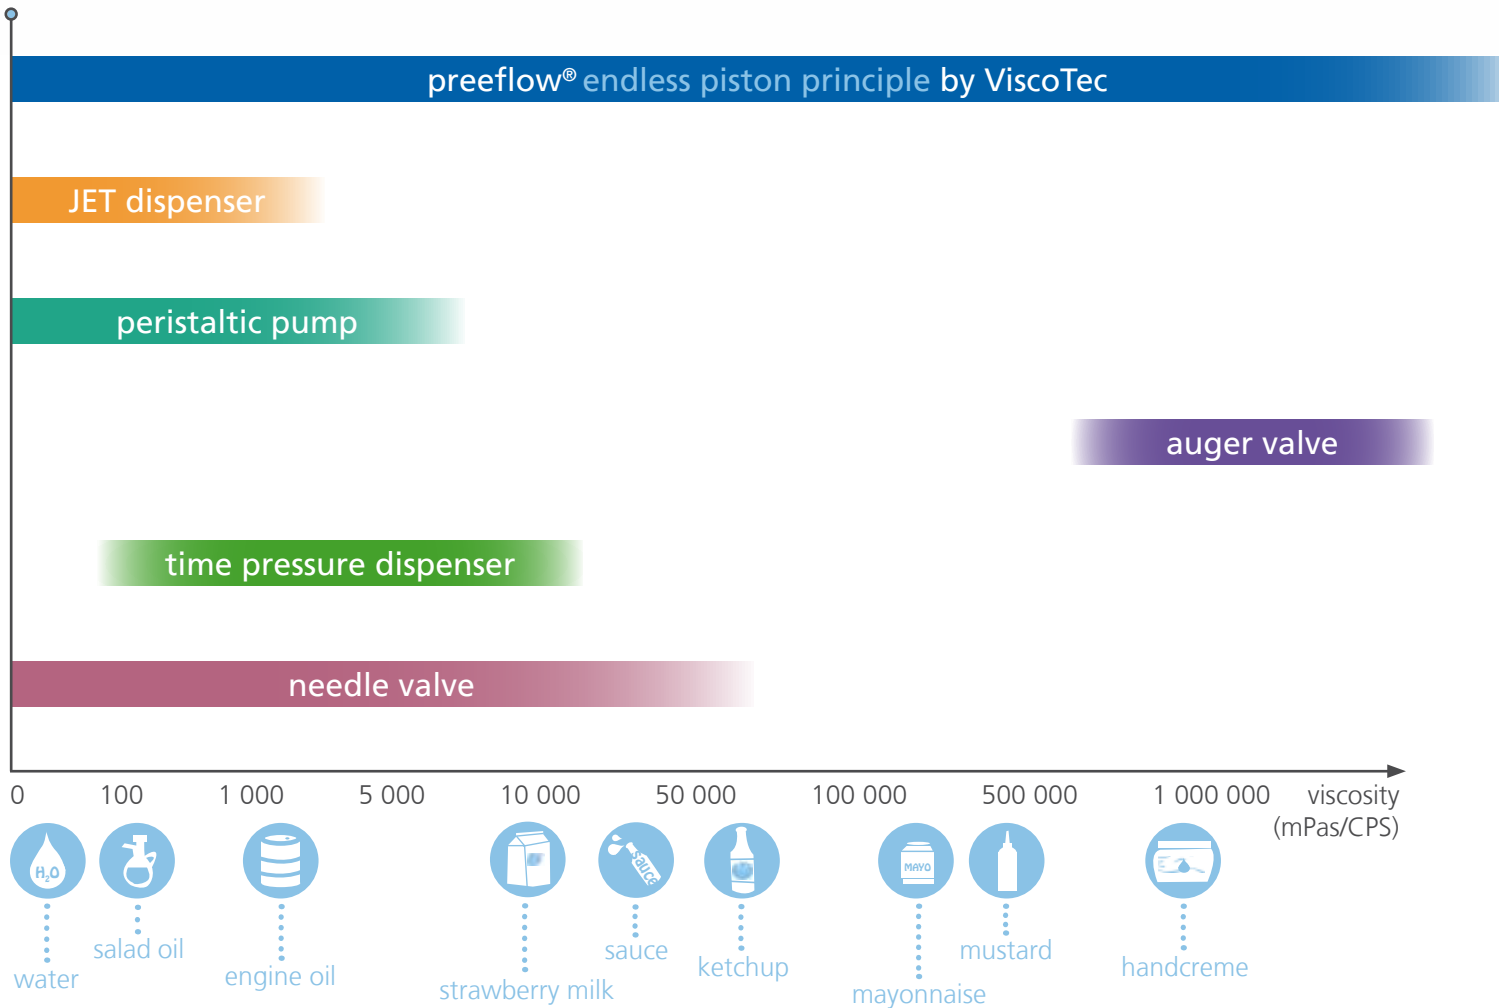 preeflow® endless piston principle by ViscoTec
JET dispenser
peristaltic pump
auger valve
time pressure dispenser
needle valve
0 100 1 000 5 000 10 000 50 000 100 000 500 000 1 000 000 viscosity
(mPas/CPS)
H₂O
sauce
MAYO
water
salad oil
engine oil
strawberry milk
sauce
ketchup
mayonnaise
mustard
handcreme